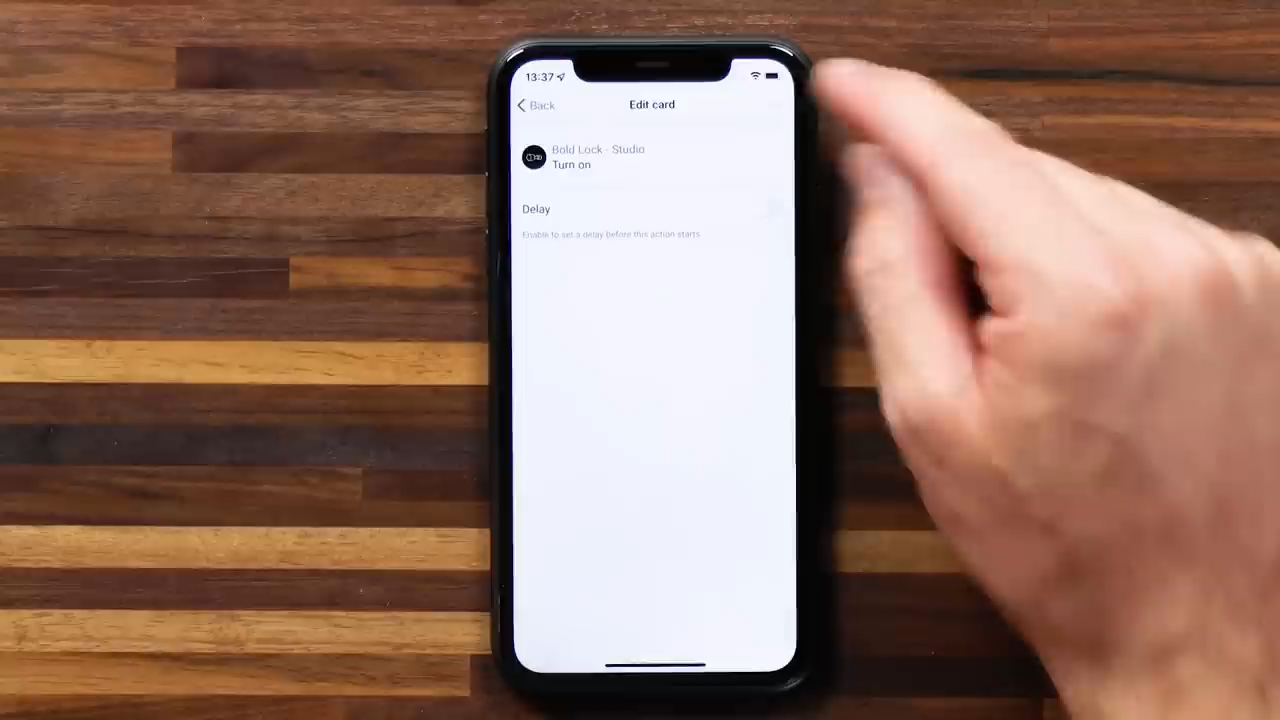 13:37
Back
Edit card
Bold Lock - Studio
Turn on
Delay
Enable to set a delay before this action starts